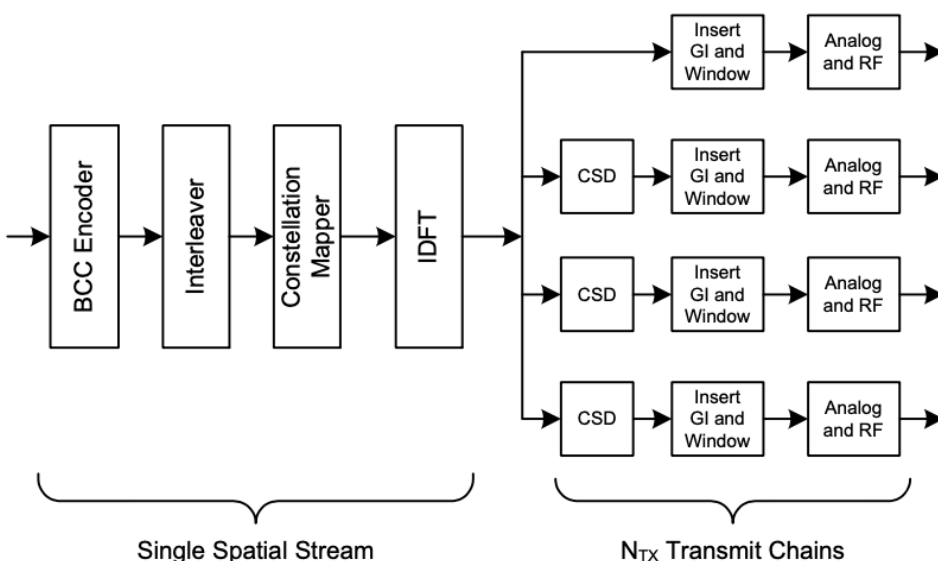 BCC Encoder
Interleaver
Constellation
Mapper
IDFT
Insert
GI and
Window
Analog
and RF
CSD
Insert
GI and
Window
Analog
and RF
CSD
Insert
GI and
Window
Analog
and RF
CSD
Insert
GI and
Window
Analog
and RF
Single Spatial Stream
NTX Transmit Chains